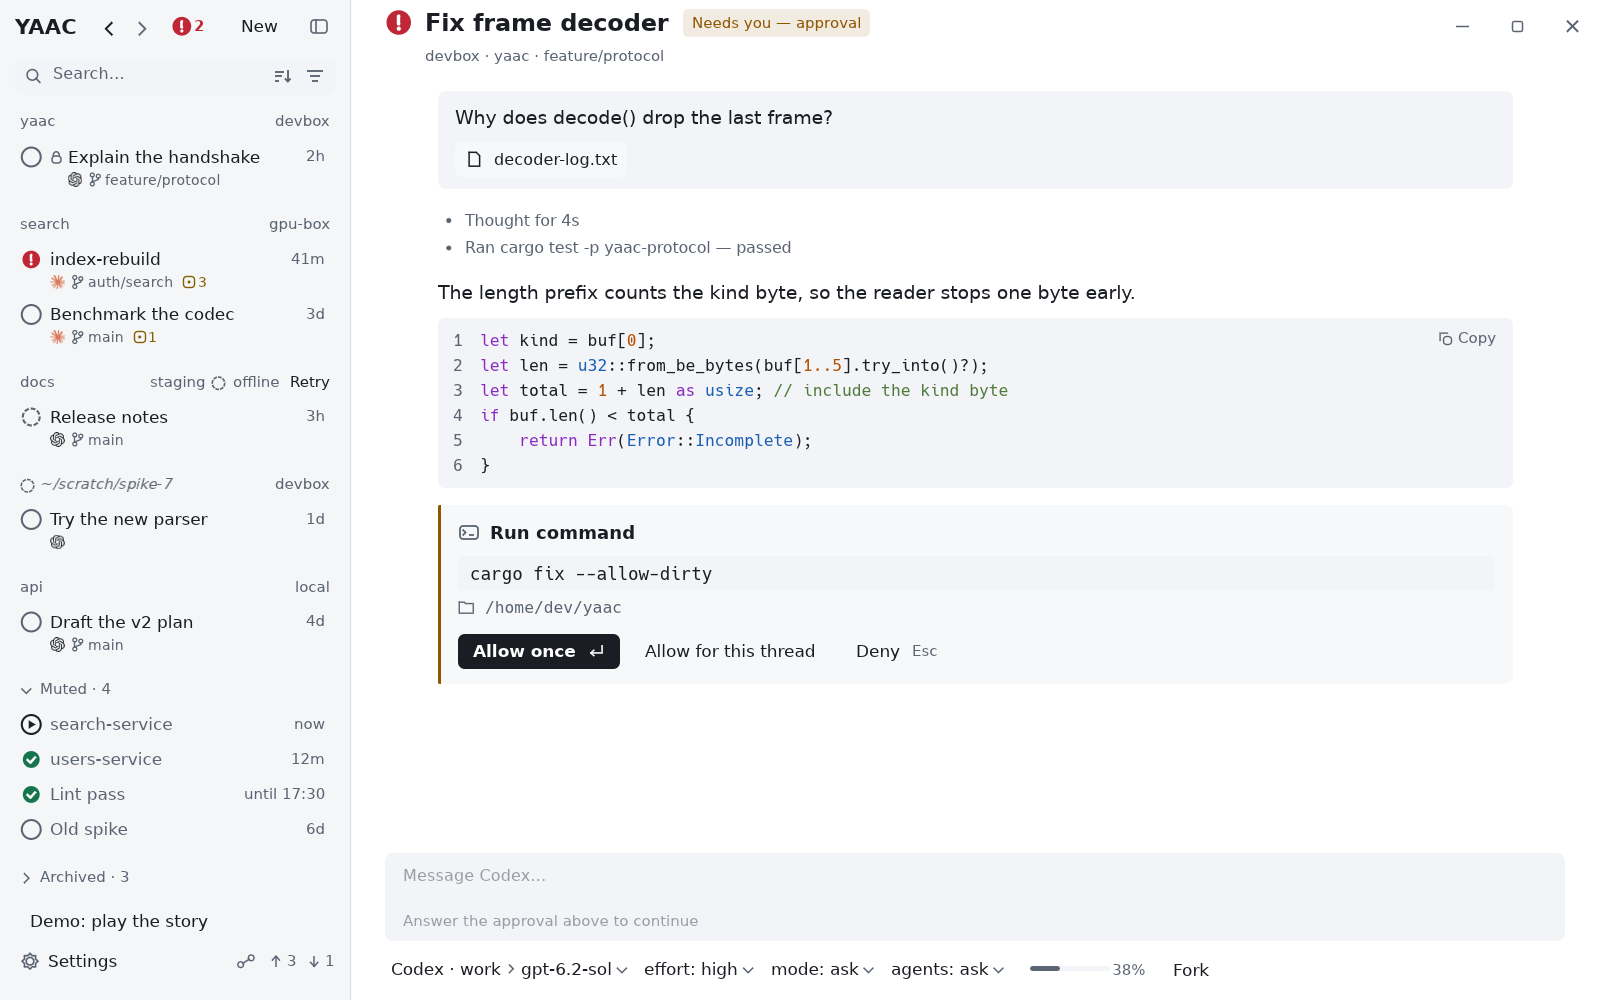 YAAC 2 New
Search...
yaac devbox
Explain the handshake 2h
feature/protocol
search gpu-box
index-rebuild 41m
auth/search 3
Benchmark the codec 3d
main 1
docs staging offline Retry
Release notes 3h
main
~/scratch/spike-7 devbox
Try the new parser 1d
api local
Draft the v2 plan 4d
main
Muted · 4
search-service now
users-service 12m
Lint pass until 17:30
Old spike 6d
Archived · 3
Demo: play the story
Settings 3 1
Fix frame decoder Needs you — approval
devbox · yaac · feature/protocol
Why does decode() drop the last frame?
decoder-log.txt
• Thought for 4s
• Ran cargo test -p yaac-protocol — passed
The length prefix counts the kind byte, so the reader stops one byte early.
Copy
1 let kind = buf[0];
2 let len = u32::from_be_bytes(buf[1..5].try_into()?);
3 let total = 1 + len as usize; // include the kind byte
4 if buf.len() < total {
5     return Err(Error::Incomplete);
6 }
Run command
cargo fix --allow-dirty
/home/dev/yaac
Allow once Allow for this thread Deny Esc
Message Codex...
Answer the approval above to continue
Codex · work gpt-6.2-sol effort: high mode: ask agents: ask 38% Fork